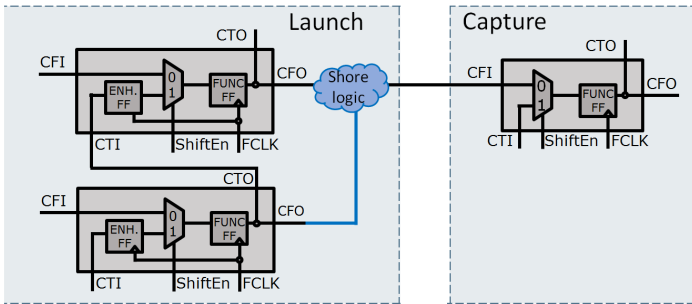 Launch
Capture
CTO
CTO
CFI
0
1
ENH.
FF
FUNC
FF
CFO
Shore
logic
CFI
0
1
FUNC
FF
CFO
CTI
ShiftEn
FCLK
CTI
ShiftEn
FCLK
CTO
CFI
0
1
ENH.
FF
FUNC
FF
CFO
CTI
ShiftEn
FCLK